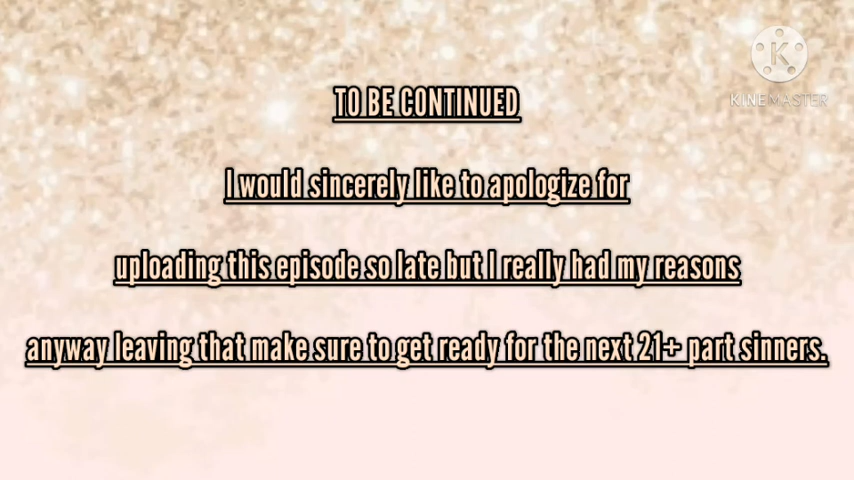 KINEMASTER
TO BE CONTINUED
I would sincerely like to apologize for
uploading this episode so late but I really had my reasons
anyway leaving that make sure to get ready for the next 21+ part sinners.